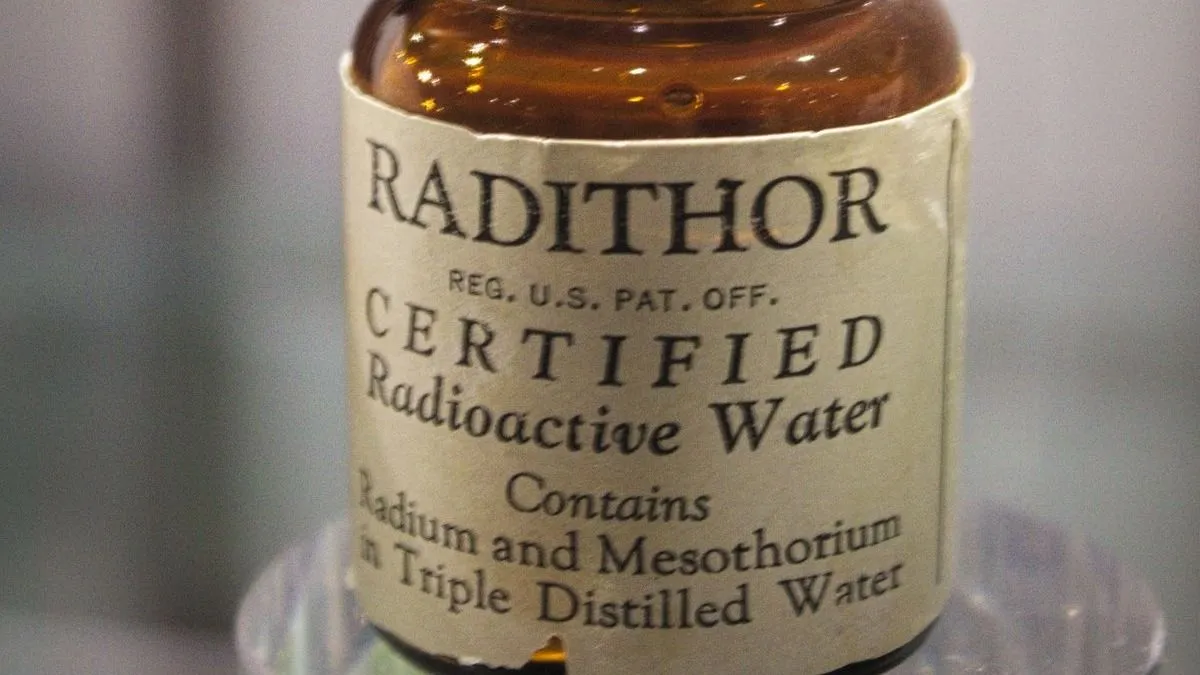 RADITHOR
REG. U.S. PAT. OFF.
CERTIFIED
Radioactive Water
Contains
Radium and Mesothorium
in Triple Distilled Water